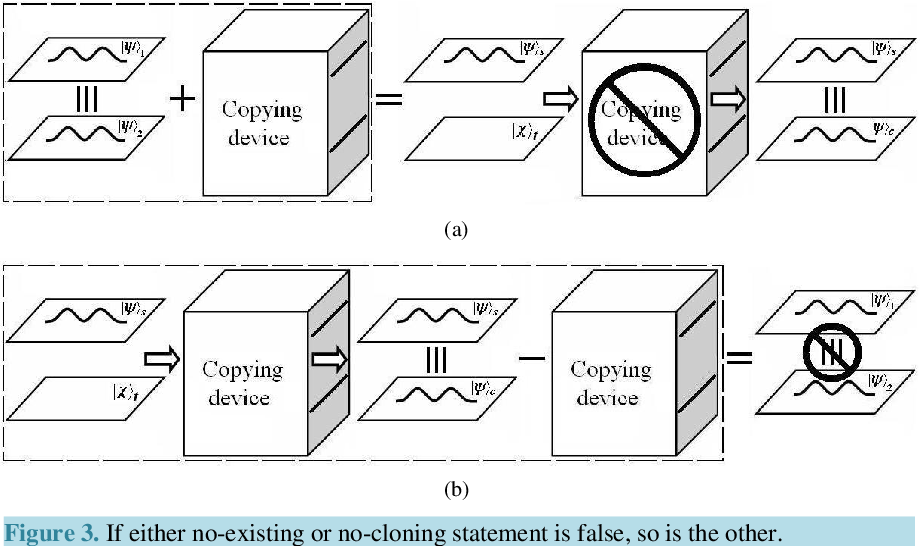 |ψ⟩₁ |ψ⟩ₛ |ψ⟩ₛ
Copying device
+
=
Copying device
|ψ⟩₂ |χ⟩ₜ ψ⟩꜀
(a)
|ψ⟩ₛ |ψ⟩ₛ |ψ⟩₁
Copying device
−
Copying device
=
|χ⟩ₜ |ψ⟩꜀ |ψ⟩₂
(b)
Figure 3. If either no-existing or no-cloning statement is false, so is the other.